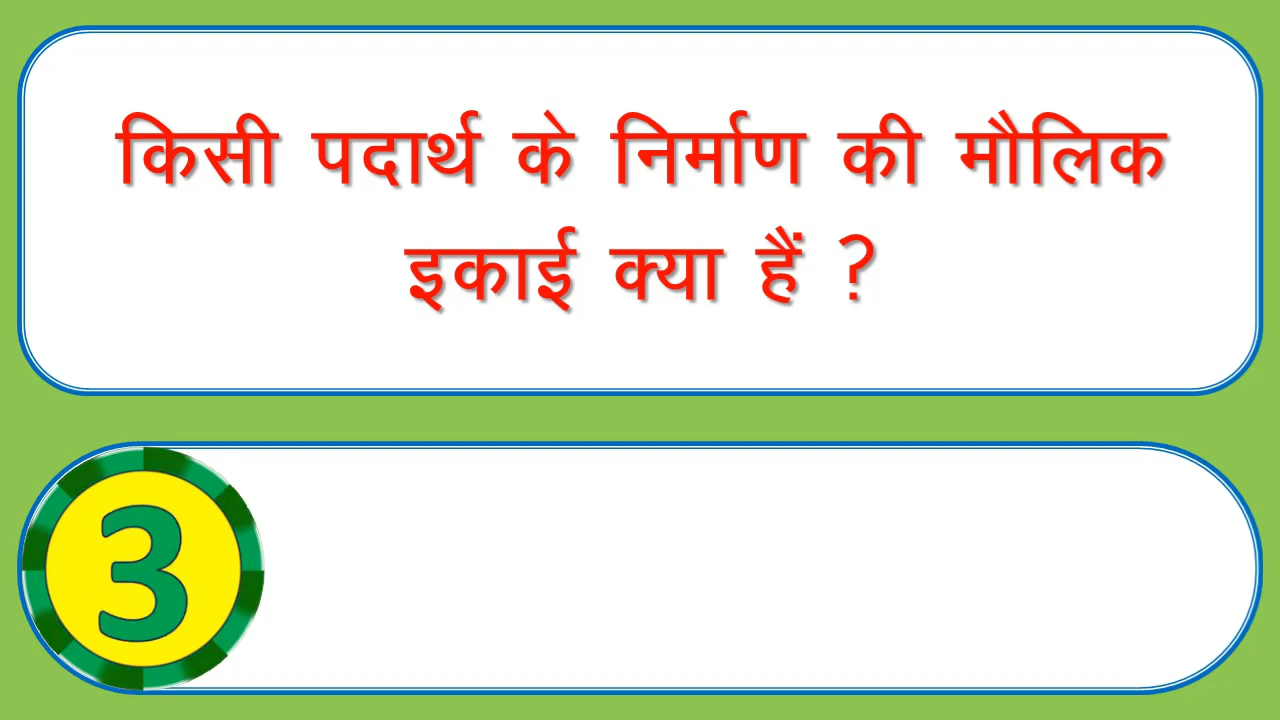 किसी पदार्थ के निर्माण की मौलिक
इकाई क्या हैं ?
3